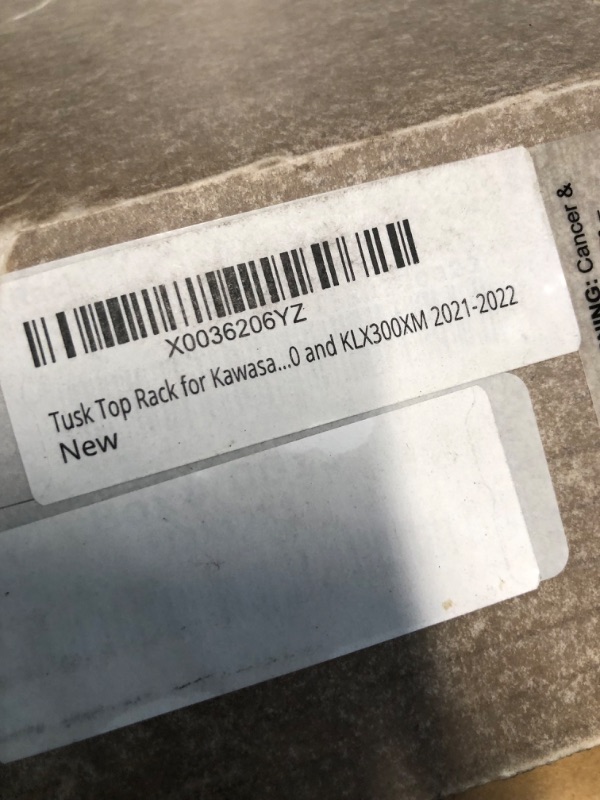 X0036206YZ
Tusk Top Rack for Kawasa...0 and KLX300XM 2021-2022
New
Cancer &